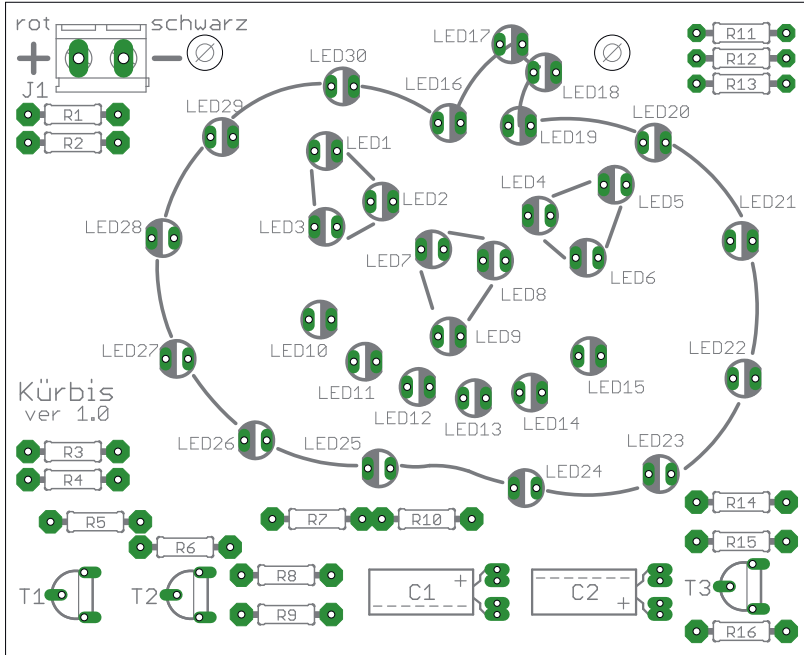 rot schwarz
+ -
J1
R1
R2
LED30
LED17
LED16
LED18
LED19
LED29
LED20
R11
R12
R13
LED1
LED2
LED3
LED4
LED5
LED6
LED21
LED28
LED7
LED8
LED9
LED10
LED11
LED12
LED13
LED14
LED15
LED22
LED27
Kürbis
ver 1.0
LED26
LED25
LED24
LED23
R3
R4
R5
R6
R7
R10
R8
R9
R14
R15
R16
T1
T2
C1
+
C2
+
T3